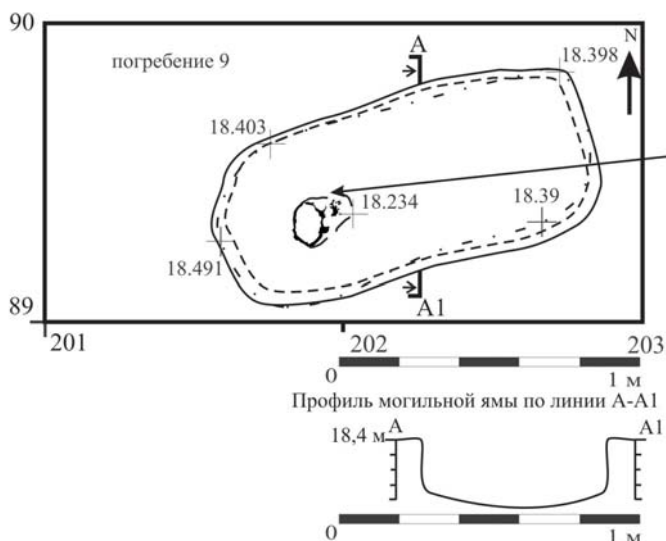 90
погребение 9
A
N
18.398
18.403
18.234
18.39
18.491
89
A1
201
202
203
0
1 м
Профиль могильной ямы по линии A-A1
A
A1
18,4 м
0
1 м